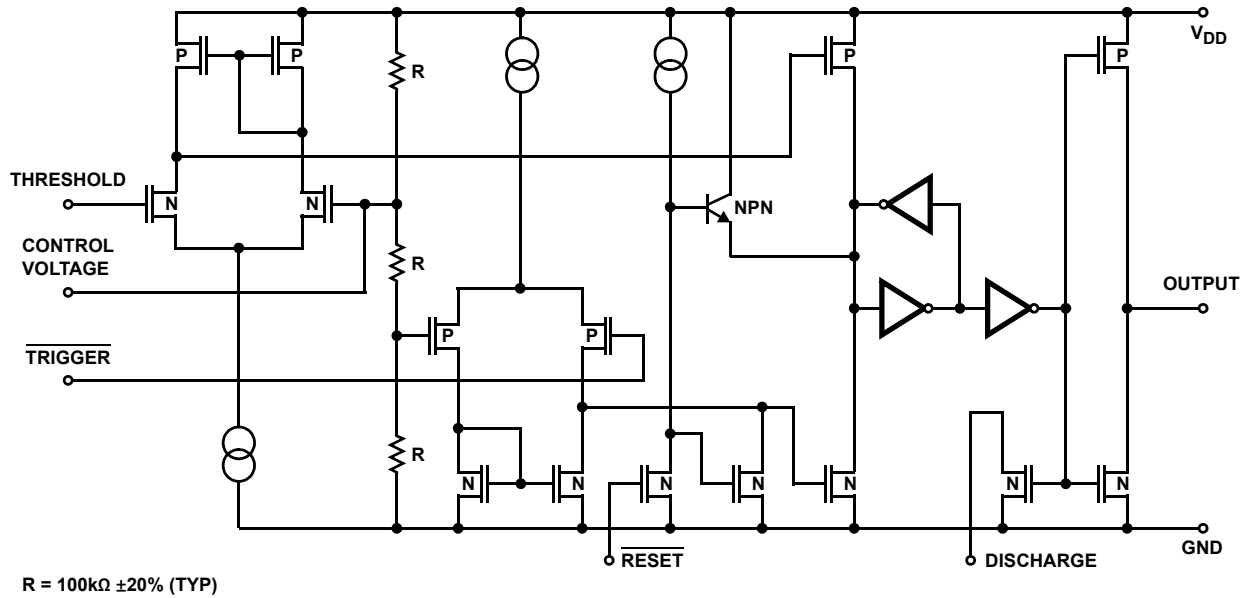 V_DD
P
P
R
P
P
THRESHOLD
N
N
NPN
CONTROL
VOLTAGE
R
OUTPUT
P
P
TRIGGER
R
N
N
N
N
N
N
N
RESET
DISCHARGE
GND
R = 100kΩ ±20% (TYP)